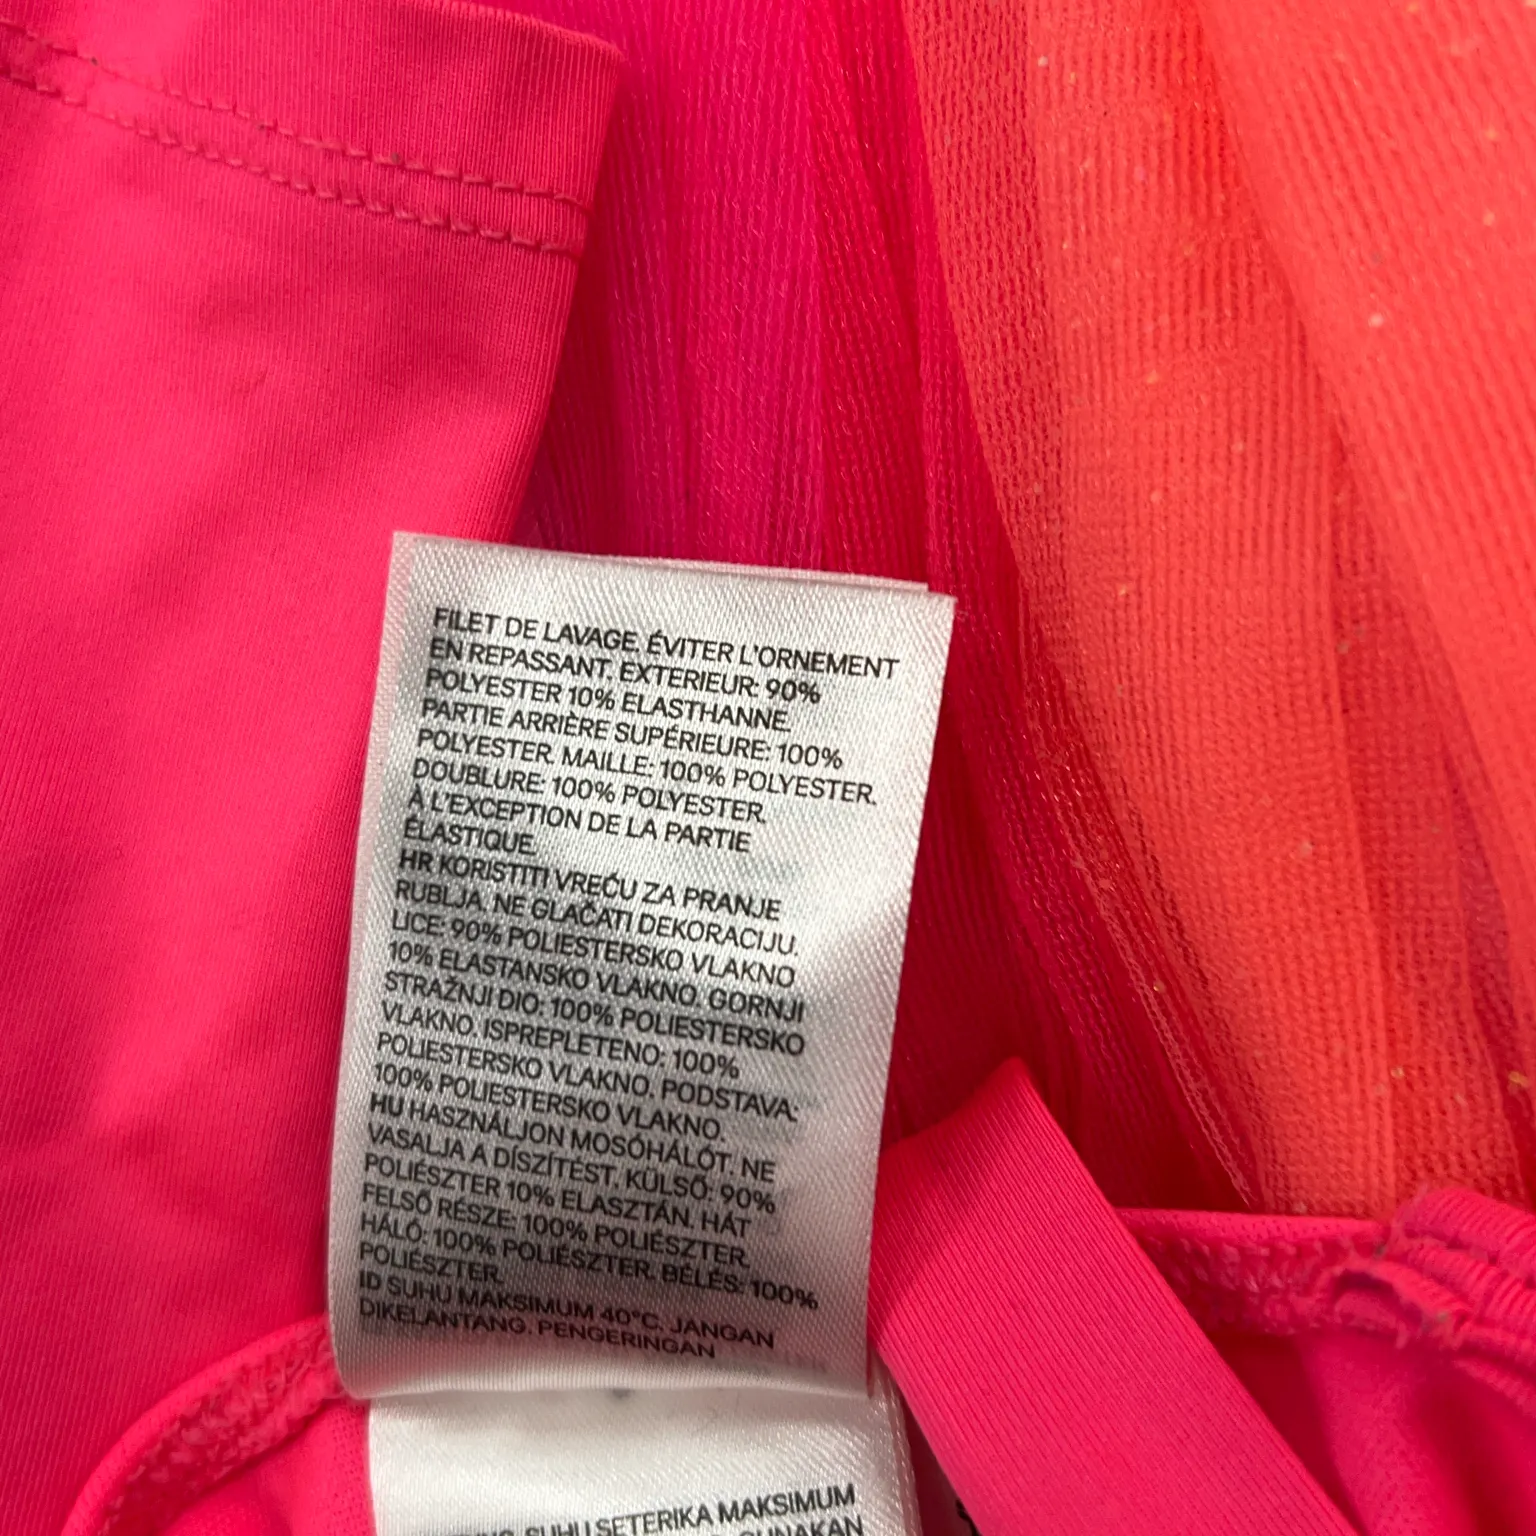 FILET DE LAVAGE. ÉVITER L'ORNEMENT
EN REPASSANT. EXTERIEUR: 90%
POLYESTER 10% ELASTHANNE.
PARTIE ARRIÈRE SUPÉRIEURE: 100%
POLYESTER. MAILLE: 100% POLYESTER.
DOUBLURE: 100% POLYESTER.
À L'EXCEPTION DE LA PARTIE
ÉLASTIQUE.
HR KORISTITI VREĆU ZA PRANJE
RUBLJA. NE GLAČATI DEKORACIJU.
LICE: 90% POLIESTERSKO VLAKNO
10% ELASTANSKO VLAKNO. GORNJI
STRAŽNJI DIO: 100% POLIESTERSKO
VLAKNO. ISPREPLETENO: 100%
POLIESTERSKO VLAKNO. PODSTAVA:
100% POLIESTERSKO VLAKNO.
HU HASZNÁLJON MOSÓHÁLÓT. NE
VASALJA A DÍSZÍTÉST. KÜLSŐ: 90%
POLIÉSZTER 10% ELASZTÁN. HÁT
FELSŐ RÉSZE: 100% POLIÉSZTER.
HÁLÓ: 100% POLIÉSZTER. BÉLÉS: 100%
POLIÉSZTER.
ID SUHU MAKSIMUM 40°C. JANGAN
DIKELANTANG. PENGERINGAN
SUHU SETERIKA MAKSIMUM